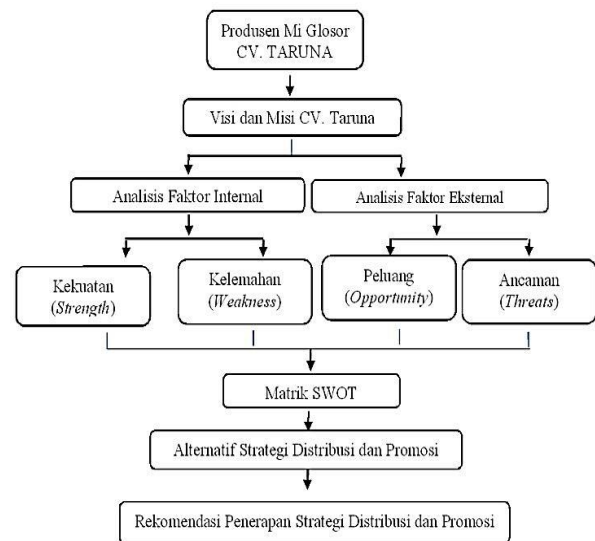 Produsen Mi Glosor
CV. TARUNA
Visi dan Misi CV. Taruna
Analisis Faktor Internal
Analisis Faktor Eksternal
Kekuatan
(Strength)
Kelemahan
(Weakness)
Peluang
(Opportunity)
Ancaman
(Threats)
Matrik SWOT
Alternatif Strategi Distribusi dan Promosi
Rekomendasi Penerapan Strategi Distribusi dan Promosi